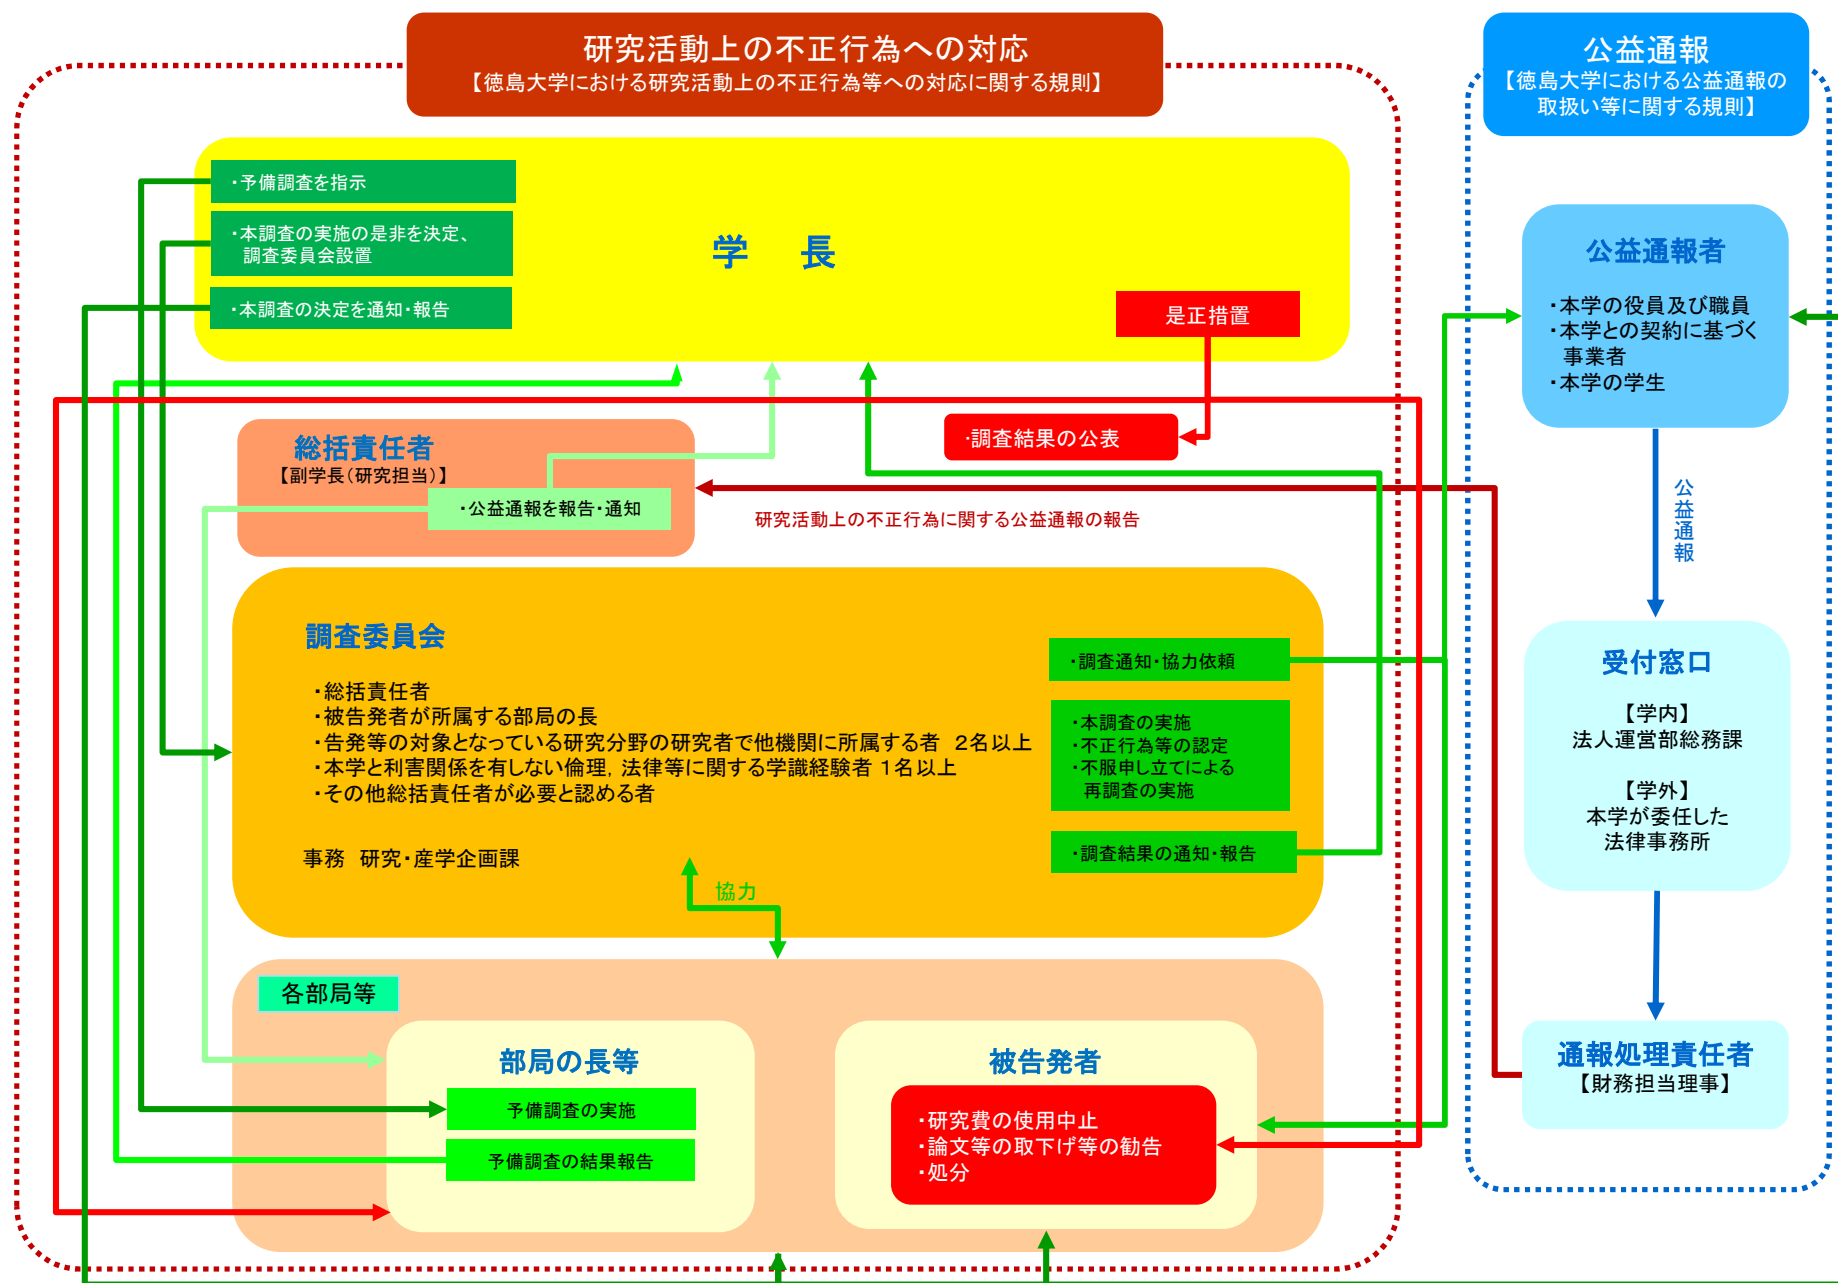 研究活動上の不正行為への対応
【徳島大学における研究活動上の不正行為等への対応に関する規則】
公益通報
【徳島大学における公益通報の
取扱い等に関する規則】
・予備調査を指示
・本調査の実施の是非を決定、
調査委員会設置
・本調査の決定を通知・報告
学 長
是正措置
・調査結果の公表
総括責任者
【副学長（研究担当）】
・公益通報を報告・通知
研究活動上の不正行為に関する公益通報の報告
調査委員会
・総括責任者
・被告発者が所属する部局の長
・告発等の対象となっている研究分野の研究者で他機関に所属する者 2名以上
・本学と利害関係を有しない倫理，法律等に関する学識経験者 1名以上
・その他総括責任者が必要と認める者
事務 研究・産学企画課
・調査通知・協力依頼
・本調査の実施
・不正行為等の認定
・不服申し立てによる
再調査の実施
・調査結果の通知・報告
協力
各部局等
部局の長等
予備調査の実施
予備調査の結果報告
被告発者
・研究費の使用中止
・論文等の取下げ等の勧告
・処分
公益通報者
・本学の役員及び職員
・本学との契約に基づく
事業者
・本学の学生
公益通報
受付窓口
【学内】
法人運営部総務課
【学外】
本学が委任した
法律事務所
通報処理責任者
【財務担当理事】